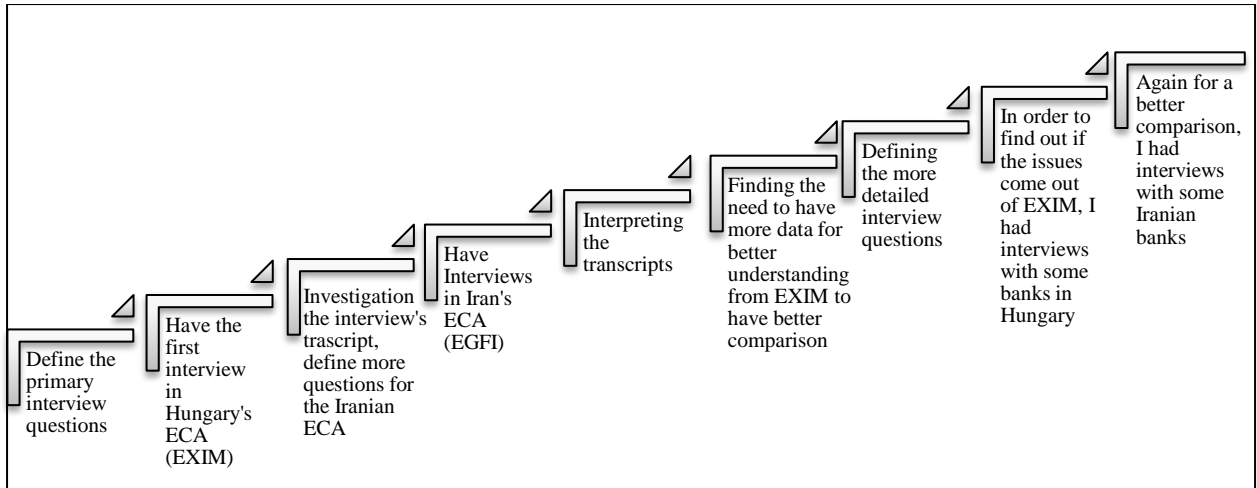 Define the
primary
interview
questions
Have the
first
interview
in
Hungary's
ECA
(EXIM)
Investigation
the interview's
trascript,
define more
questions for
the Iranian
ECA
Have
Interviews
in Iran's
ECA
(EGFI)
Interpreting
the
transcripts
Finding the
need to have
more data for
better
understanding
from EXIM to
have better
comparison
Defining
the more
detailed
interview
questions
In order to
find out if
the issues
come out
of EXIM, I
had
interviews
with some
banks in
Hungary
Again for a
better
comparison,
I had
interviews
with some
Iranian
banks